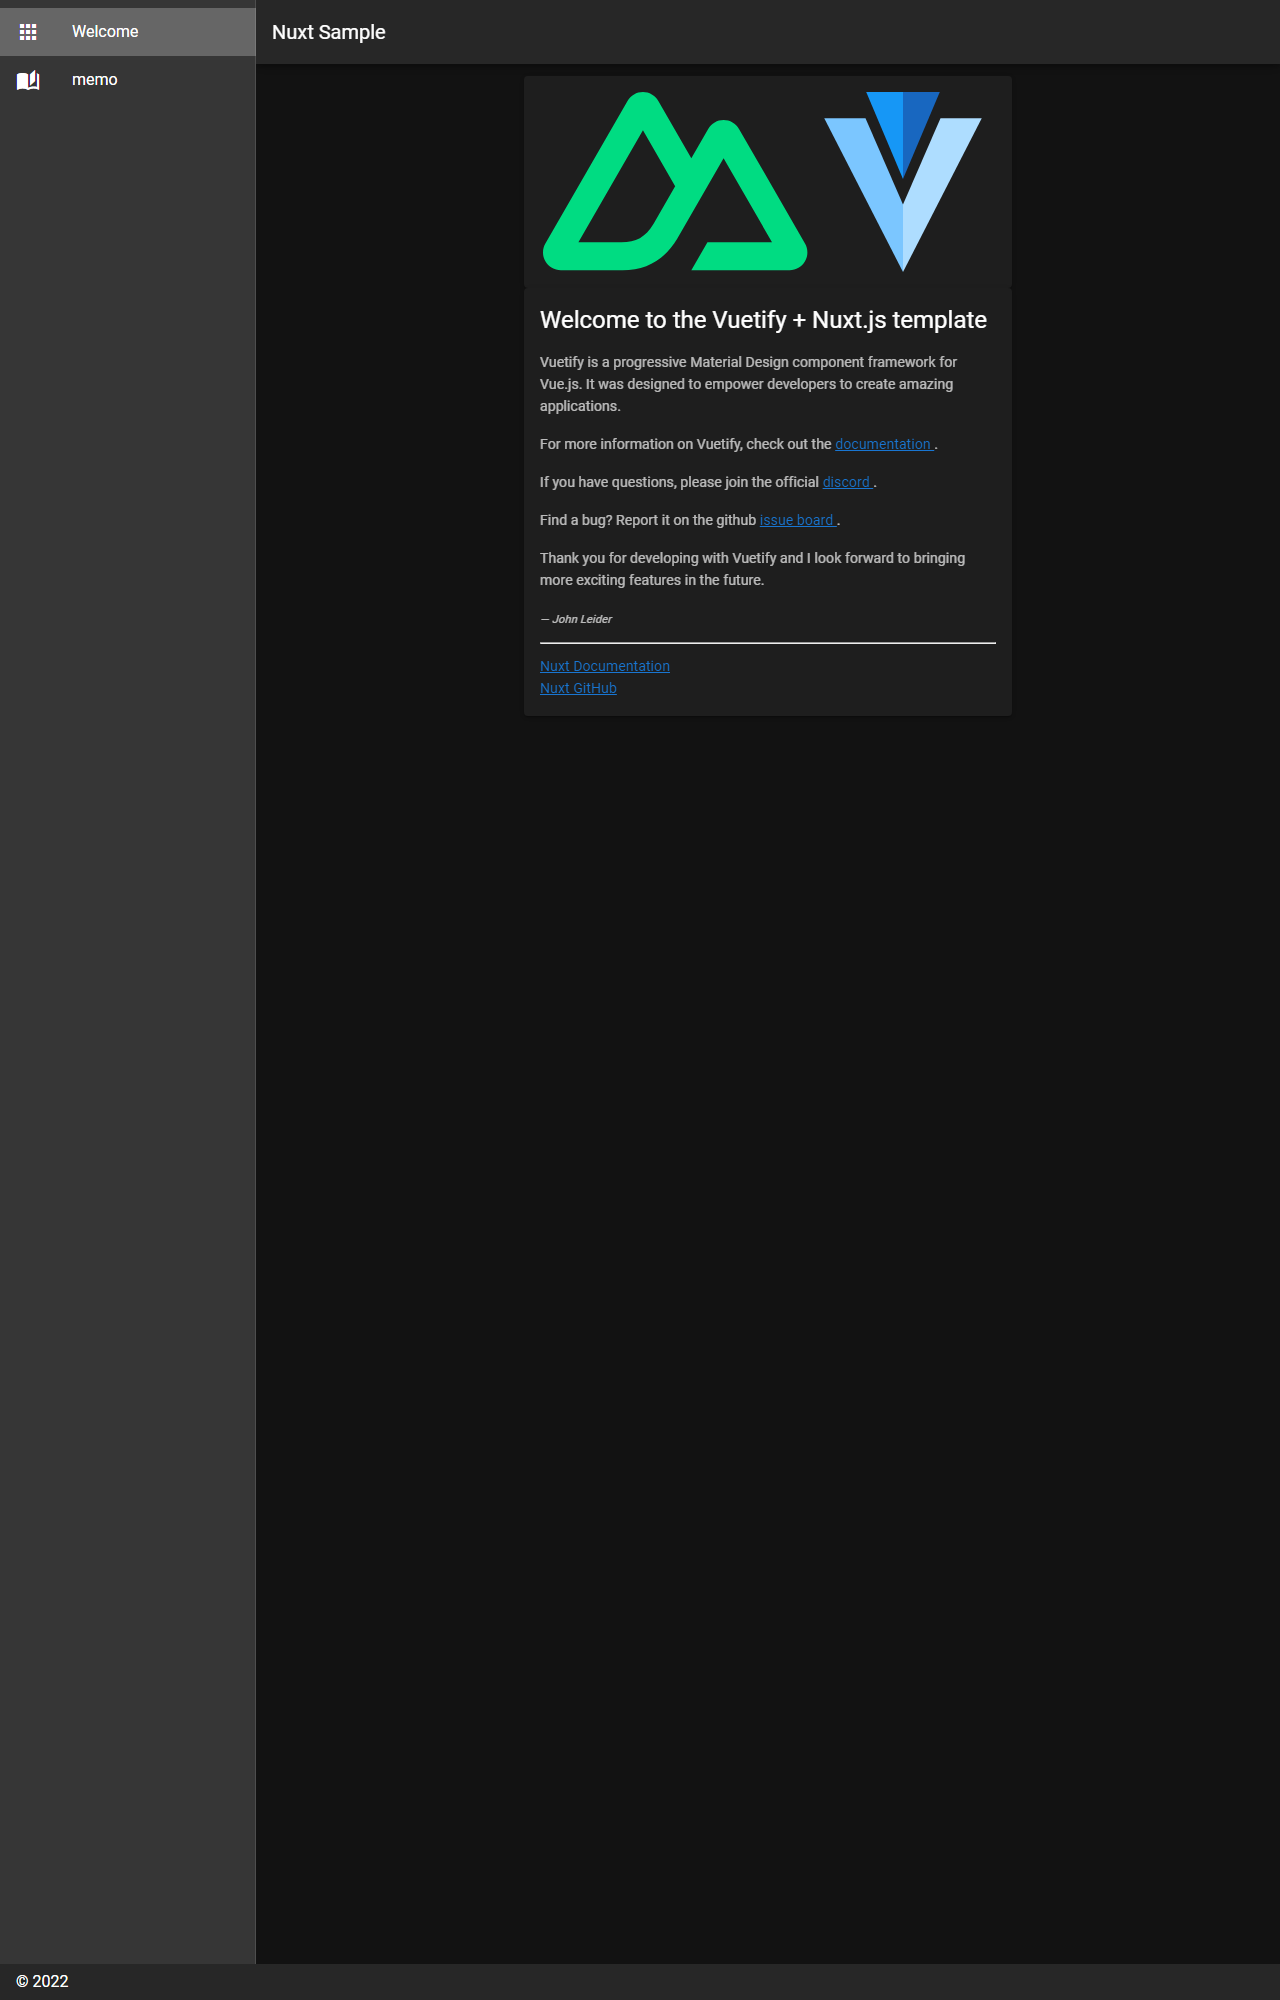 Welcome
memo
Nuxt Sample
Welcome to the Vuetify + Nuxt.js template
Vuetify is a progressive Material Design component framework for
Vue.js. It was designed to empower developers to create amazing
applications.
For more information on Vuetify, check out the documentation .
If you have questions, please join the official discord .
Find a bug? Report it on the github issue board .
Thank you for developing with Vuetify and I look forward to bringing
more exciting features in the future.
— John Leider
Nuxt Documentation
Nuxt GitHub
© 2022